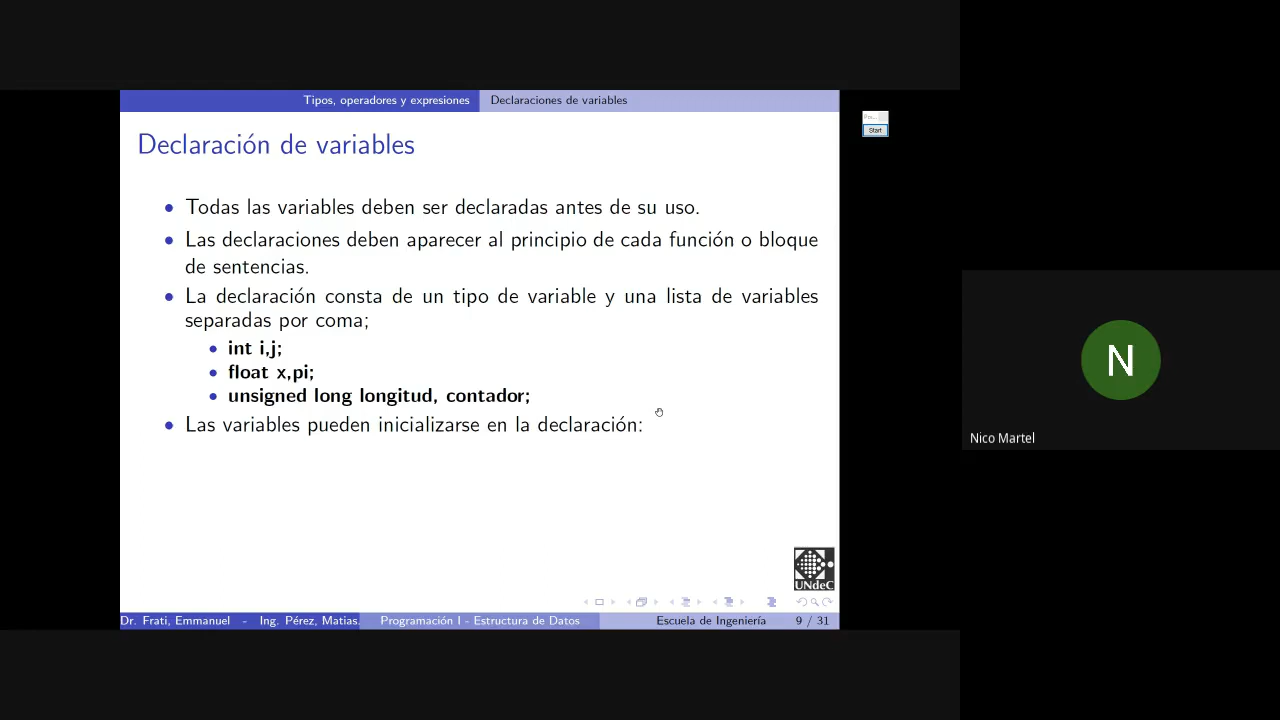 Tipos, operadores y expresiones
Declaraciones de variables
Declaración de variables
Todas las variables deben ser declaradas antes de su uso.
Las declaraciones deben aparecer al principio de cada función o bloque
de sentencias.
La declaración consta de un tipo de variable y una lista de variables
separadas por coma;
int i,j;
float x,pi;
unsigned long longitud, contador;
Las variables pueden inicializarse en la declaración:
UNdeC
Dr. Frati, Emmanuel - Ing. Pérez, Matias.
Programación I - Estructura de Datos
Escuela de Ingeniería
9 / 31
Start
N
Nico Martel